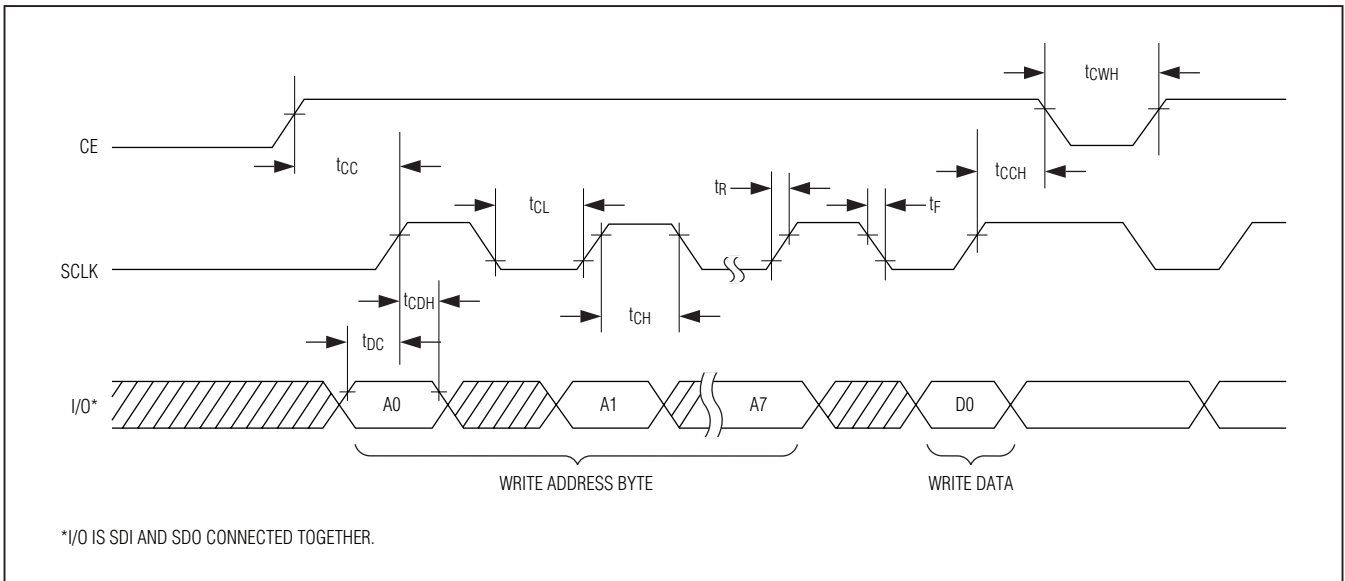 tCWH
CE
tCC
tCCH
tR
tCL
tF
SCLK
tCDH
tCH
tDC
I/O*
A0
A1
A7
D0
WRITE ADDRESS BYTE
WRITE DATA
*I/O IS SDI AND SDO CONNECTED TOGETHER.